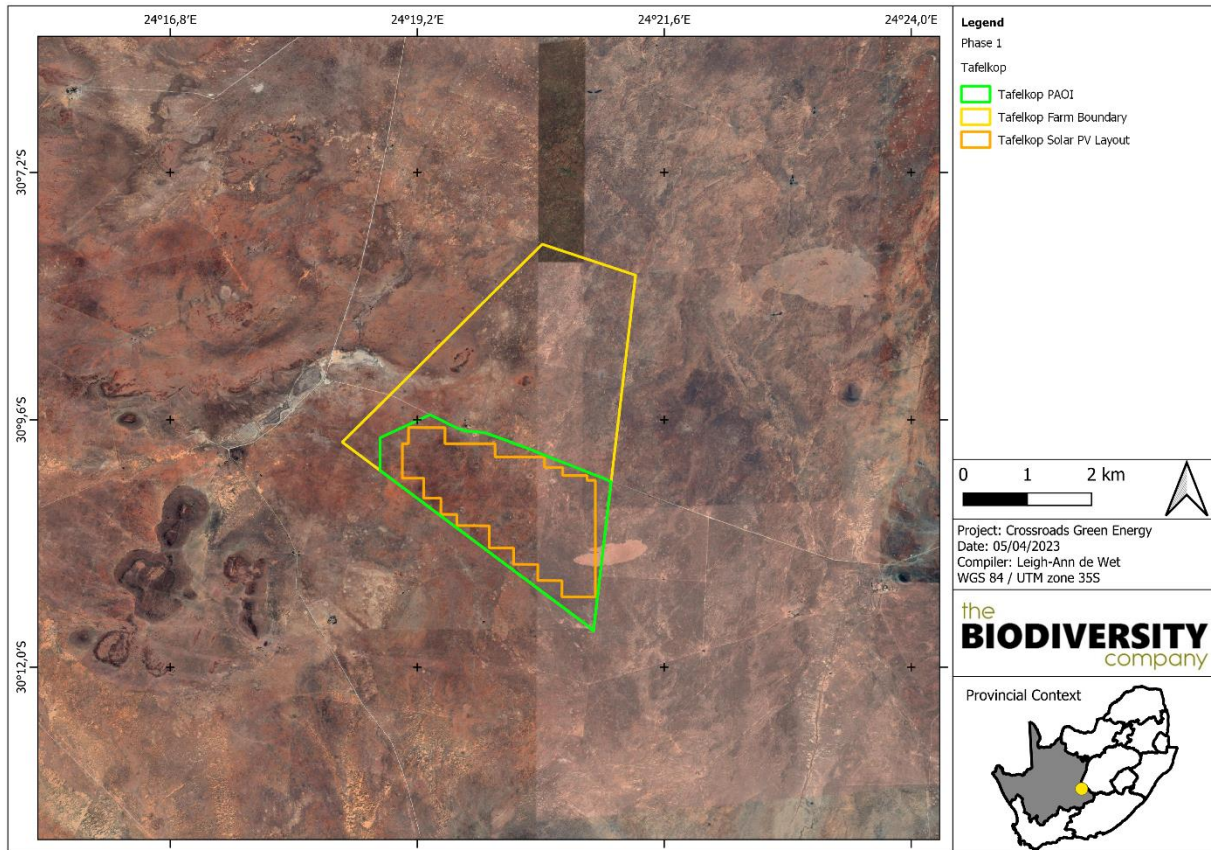 24°16,8'E
24°19,2'E
24°21,6'E
24°24,0'E
30°7,2'S
30°9,6'S
30°12,0'S
Legend
Phase 1
Tafelkop
Tafelkop PAOI
Tafelkop Farm Boundary
Tafelkop Solar PV Layout
0 1 2 km
Project: Crossroads Green Energy
Date: 05/04/2023
Compiler: Leigh-Ann de Wet
WGS 84 / UTM zone 35S
the
BIODIVERSITY
company
Provincial Context